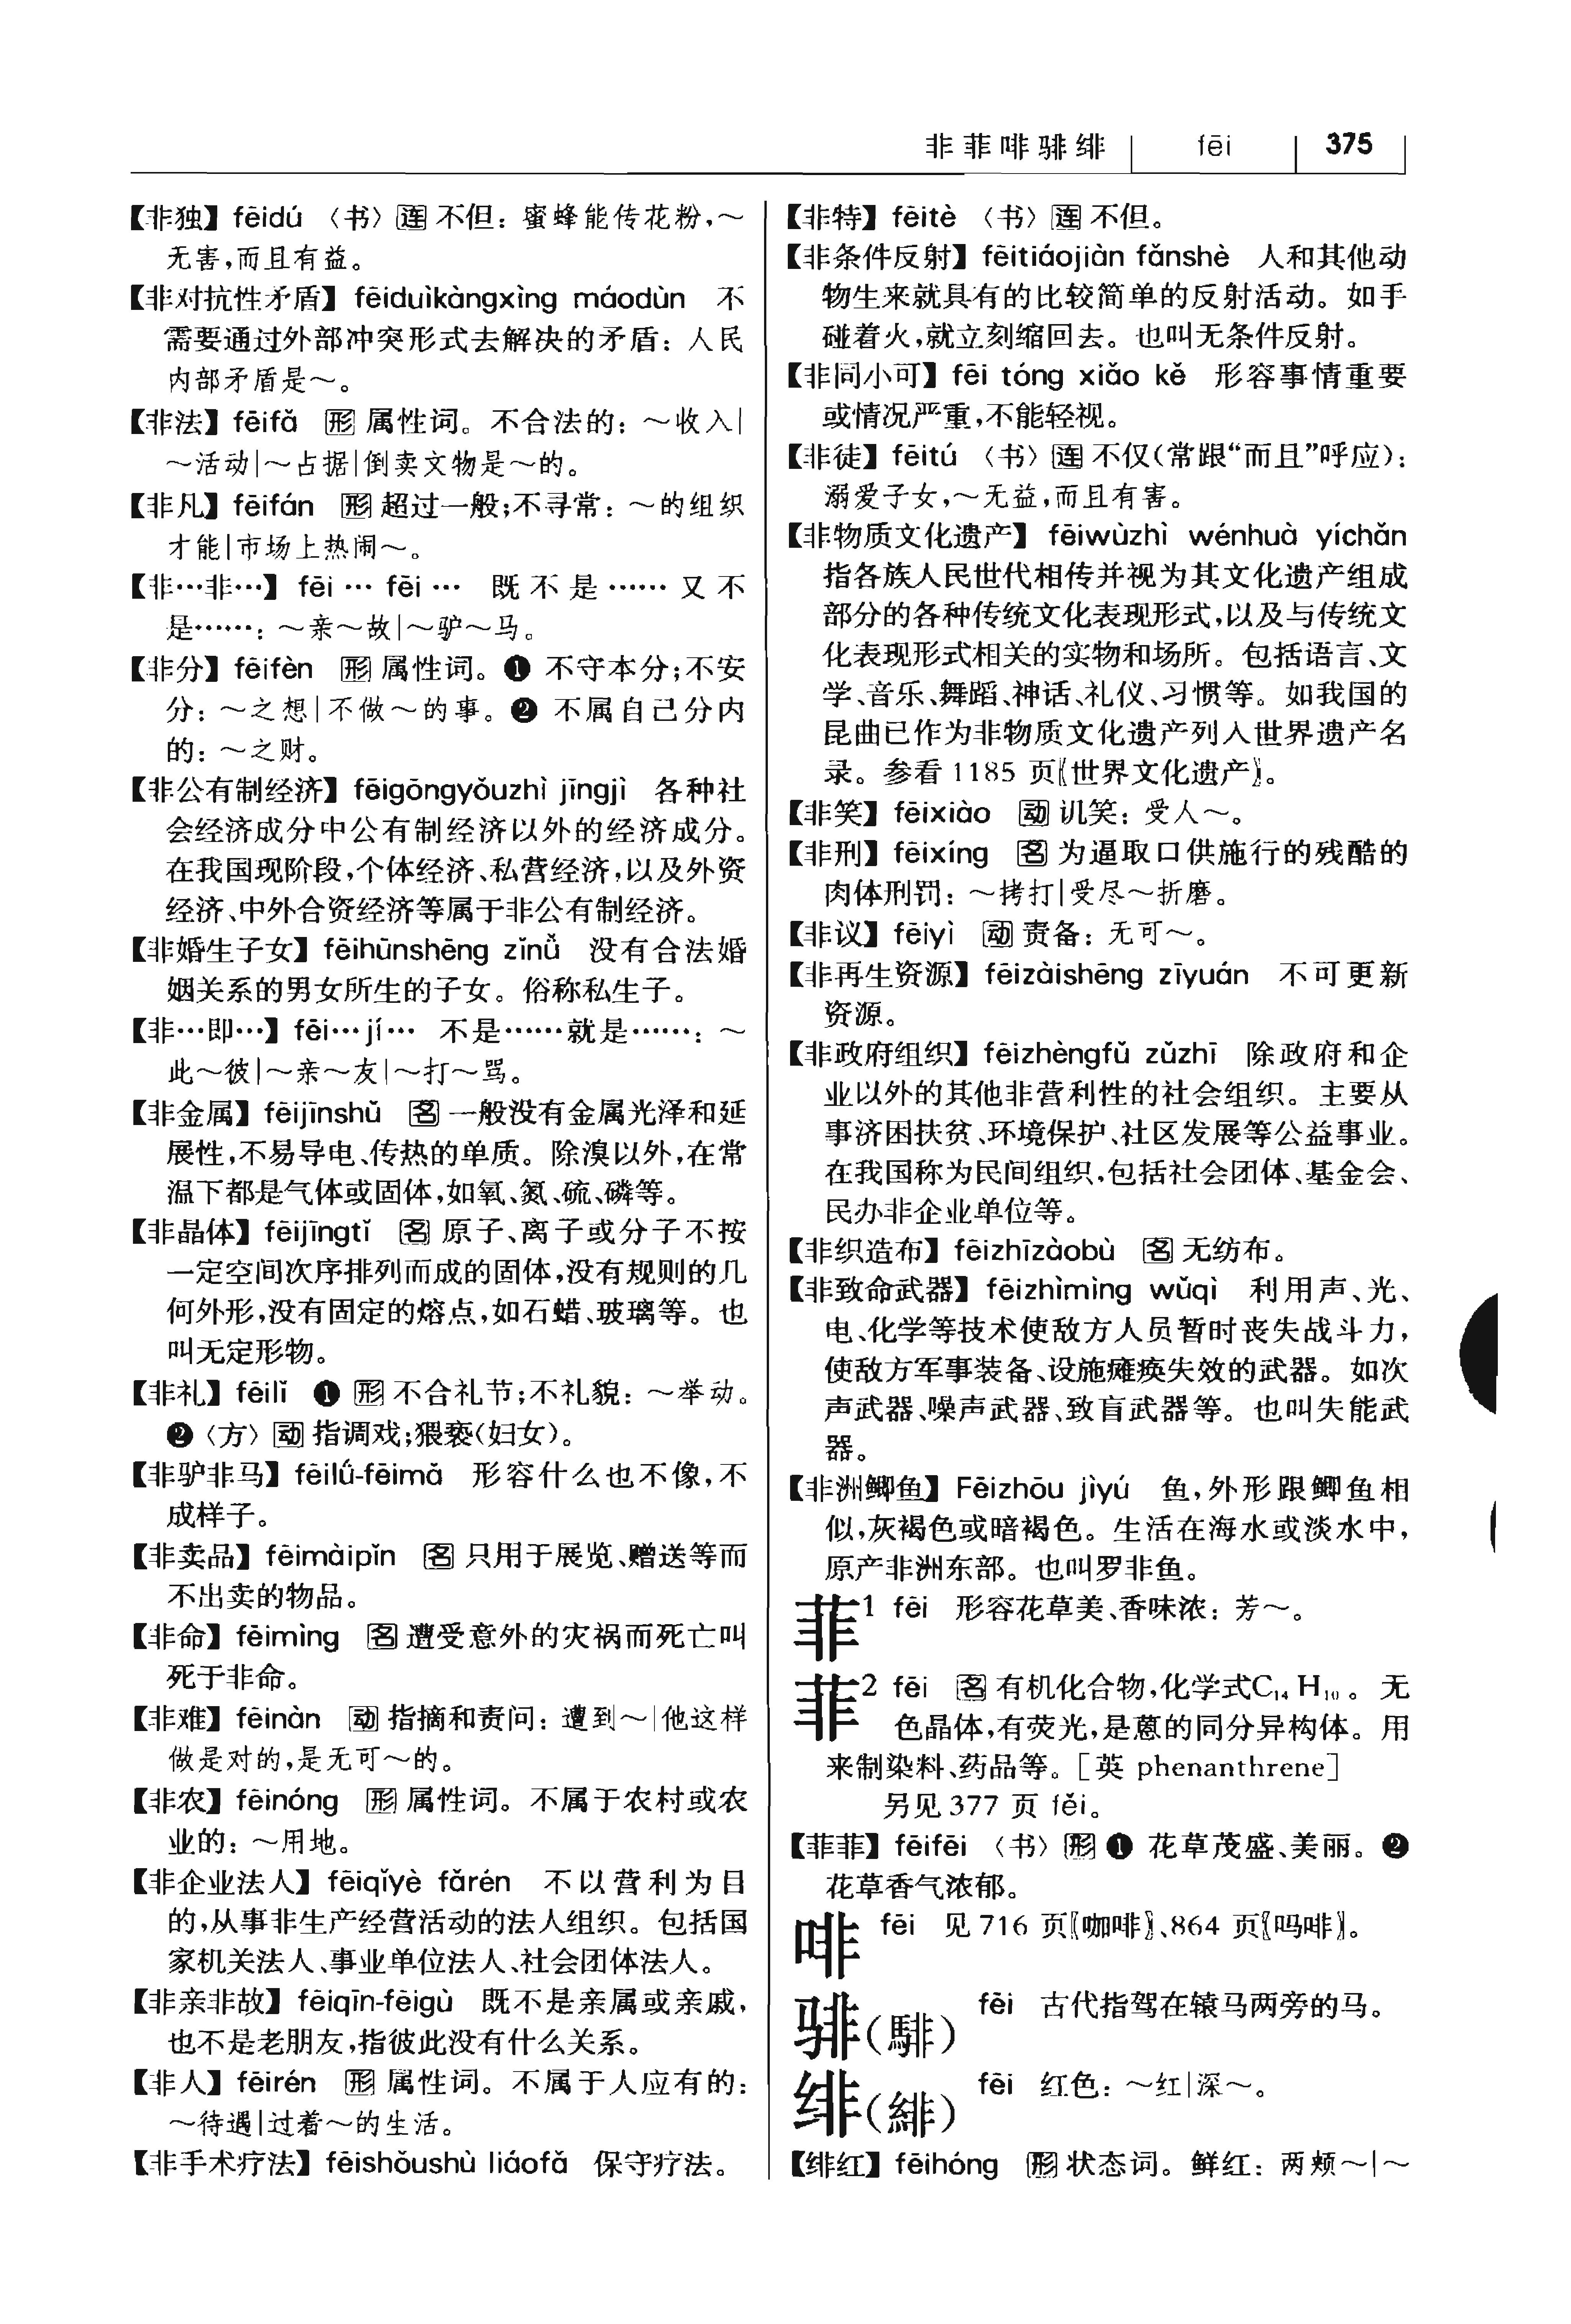 非 菲 啡 骓 绯 fēi 375
【非独】 fēidú 〈书〉 连 不但：蜜蜂能传花粉，～
无害，而且有益。
【非对抗性矛盾】 fēiduìkàngxìng máodùn 不
需要通过外部冲突形式去解决的矛盾：人民
内部矛盾是～。
【非法】 fēifǎ 形 属性词。不合法的：～收入|
～活动|～占据|倒卖文物是～的。
【非凡】 fēifán 形 超过一般；不寻常：～的组织
才能|市场上热闹～。
【非…非…】 fēi … fēi … 既不是……又不
是……：～亲～故|～驴～马。
【非分】 fēifèn 形 属性词。❶ 不守本分；不安
分：～之想|不做～的事。❷ 不属自己分内
的：～之财。
【非公有制经济】 fēigōngyǒuzhì jīngjì 各种社
会经济成分中公有制经济以外的经济成分。
在我国现阶段，个体经济、私营经济，以及外资
经济、中外合资经济等属于非公有制经济。
【非婚生子女】 fēihūnshēng zǐnǚ 没有合法婚
姻关系的男女所生的子女。俗称私生子。
【非…即…】 fēi…jí… 不是……就是……：～
此～彼|～亲～友|～打～骂。
【非金属】 fēijīnshǔ 名 一般没有金属光泽和延
展性，不易导电、传热的单质。除溴以外，在常
温下都是气体或固体，如氧、氮、硫、磷等。
【非晶体】 fēijīngtǐ 名 原子、离子或分子不按
一定空间次序排列而成的固体，没有规则的几
何外形，没有固定的熔点，如石蜡、玻璃等。也
叫无定形物。
【非礼】 fēilǐ ❶ 形 不合礼节；不礼貌：～举动。
❷〈方〉 动 指调戏；猥亵（妇女）。
【非驴非马】 fēilǘ-fēimǎ 形容什么也不像，不
成样子。
【非卖品】 fēimàipǐn 名 只用于展览、赠送等而
不出卖的物品。
【非命】 fēimìng 名 遭受意外的灾祸而死亡叫
死于非命。
【非难】 fēinàn 动 指摘和责问：遭到～|他这样
做是对的，是无可～的。
【非农】 fēinóng 形 属性词。不属于农村或农
业的：～用地。
【非企业法人】 fēiqǐyè fǎrén 不以营利为目
的，从事非生产经营活动的法人组织。包括国
家机关法人、事业单位法人、社会团体法人。
【非亲非故】 fēiqīn-fēigù 既不是亲属或亲戚，
也不是老朋友，指彼此没有什么关系。
【非人】 fēirén 形 属性词。不属于人应有的：
～待遇|过着～的生活。
【非手术疗法】 fēishǒushù liáofǎ 保守疗法。
【非特】 fēitè 〈书〉 连 不但。
【非条件反射】 fēitiáojiàn fǎnshè 人和其他动
物生来就具有的比较简单的反射活动。如手
碰着火，就立刻缩回去。也叫无条件反射。
【非同小可】 fēi tóng xiǎo kě 形容事情重要
或情况严重，不能轻视。
【非徒】 fēitú 〈书〉 连 不仅（常跟“而且”呼应）：
溺爱子女，～无益，而且有害。
【非物质文化遗产】 fēiwùzhì wénhuà yíchǎn
指各族人民世代相传并视为其文化遗产组成
部分的各种传统文化表现形式，以及与传统文
化表现形式相关的实物和场所。包括语言、文
学、音乐、舞蹈、神话、礼仪、习惯等。如我国的
昆曲已作为非物质文化遗产列入世界遗产名
录。参看 1185 页〖世界文化遗产〗。
【非笑】 fēixiào 动 讥笑：受人～。
【非刑】 fēixíng 名 为逼取口供施行的残酷的
肉体刑罚：～拷打|受尽～折磨。
【非议】 fēiyì 动 责备：无可～。
【非再生资源】 fēizàishēng zīyuán 不可更新
资源。
【非政府组织】 fēizhèngfǔ zǔzhī 除政府和企
业以外的其他非营利性的社会组织。主要从
事济困扶贫、环境保护、社区发展等公益事业。
在我国称为民间组织，包括社会团体、基金会、
民办非企业单位等。
【非织造布】 fēizhīzàobù 名 无纺布。
【非致命武器】 fēizhìmìng wǔqì 利用声、光、
电、化学等技术使敌方人员暂时丧失战斗力，
使敌方军事装备、设施瘫痪失效的武器。如次
声武器、噪声武器、致盲武器等。也叫失能武
器。
【非洲鲫鱼】 Fēizhōu jìyú 鱼，外形跟鲫鱼相
似，灰褐色或暗褐色。生活在海水或淡水中，
原产非洲东部。也叫罗非鱼。
菲¹ fēi 形容花草美、香味浓：芳～。
菲² fēi 名 有机化合物，化学式C₁₄H₁₀。无
色晶体，有荧光，是蒽的同分异构体。用
来制染料、药品等。［英 phenanthrene］
另见 377 页 fěi。
【菲菲】 fēifēi 〈书〉 形 ❶ 花草茂盛、美丽。❷
花草香气浓郁。
啡 fēi 见 716 页〖咖啡〗、864 页〖吗啡〗。
𬴂（騑） fēi 古代指驾在辕马两旁的马。
绯（緋） fēi 红色：～红|深～。
【绯红】 fēihóng 形 状态词。鲜红：两颊～|～